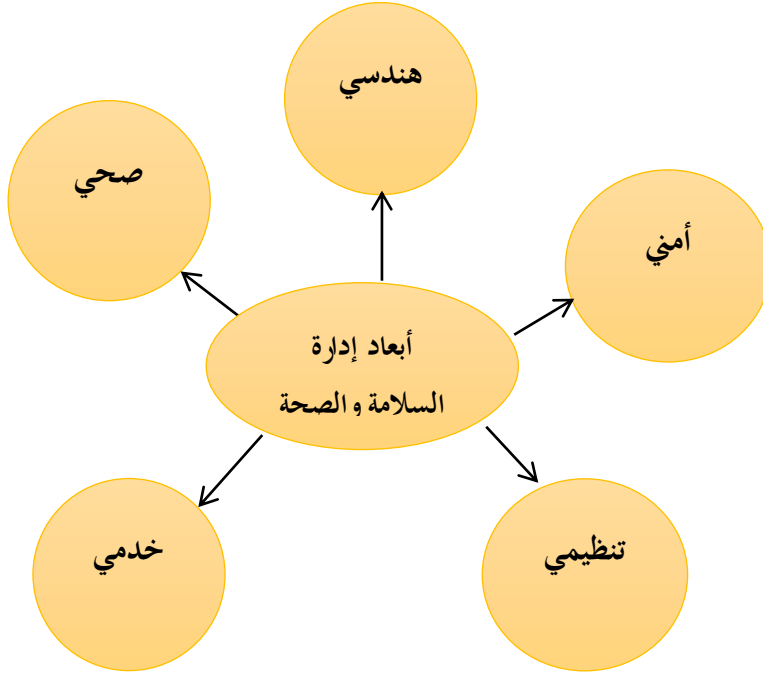 هندسي
صحي
أمني
أبعاد إدارة
السلامة و الصحة
خدمي
تنظيمي